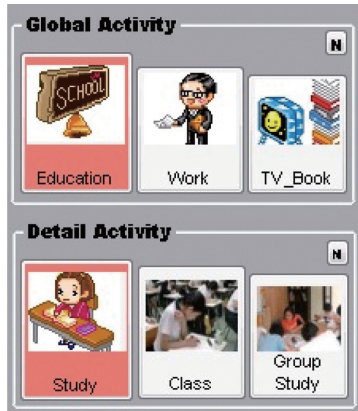 Global Activity
N
SCHOOL
Education
Work
TV_Book
Detail Activity
N
Study
Class
Group
Study